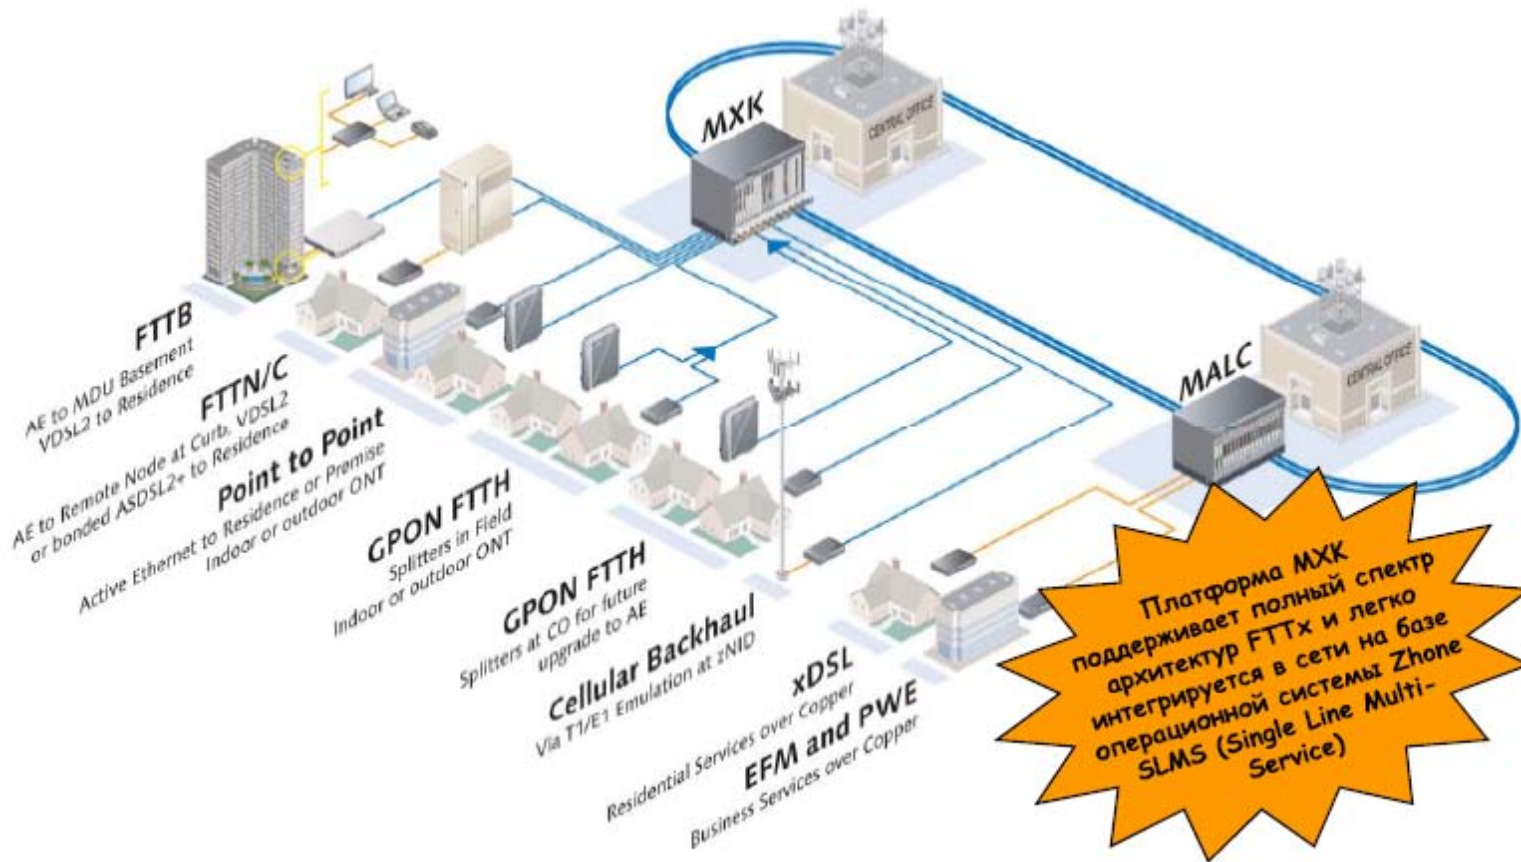 MXK
CENTRAL OFFICE
MALC
CENTRAL OFFICE
FTTB
AE to MDU Basement
VDSL2 to Residence
FTTN/C
AE to Remote Node at Curb, VDSL2
or bonded ASDSL2+ to Residence
Point to Point
Active Ethernet to Residence or Premise
Indoor or outdoor ONT
GPON FTTH
Splitters in Field
Indoor or outdoor ONT
GPON FTTH
Splitters at CO for future
upgrade to AE
Cellular Backhaul
Via T1/E1 Emulation at zNID
xDSL
Residential Services over Copper
EFM and PWE
Business Services over Copper
Платформа MXK
поддерживает полный спектр
архитектур FTTx и легко
интегрируется в сети на базе
операционной системы Zhone
SLMS (Single Line Multi-
Service)